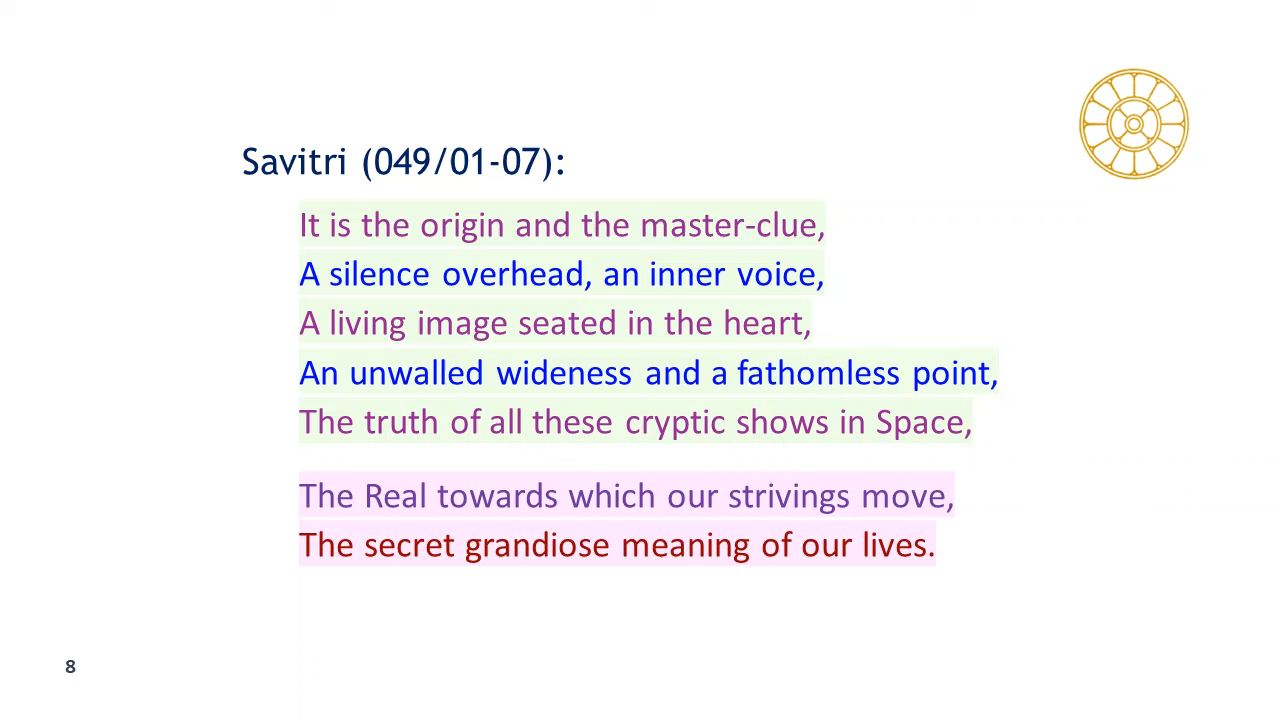 Savitri (049/01-07):
It is the origin and the master-clue,
A silence overhead, an inner voice,
A living image seated in the heart,
An unwalled wideness and a fathomless point,
The truth of all these cryptic shows in Space,
The Real towards which our strivings move,
The secret grandiose meaning of our lives.
8